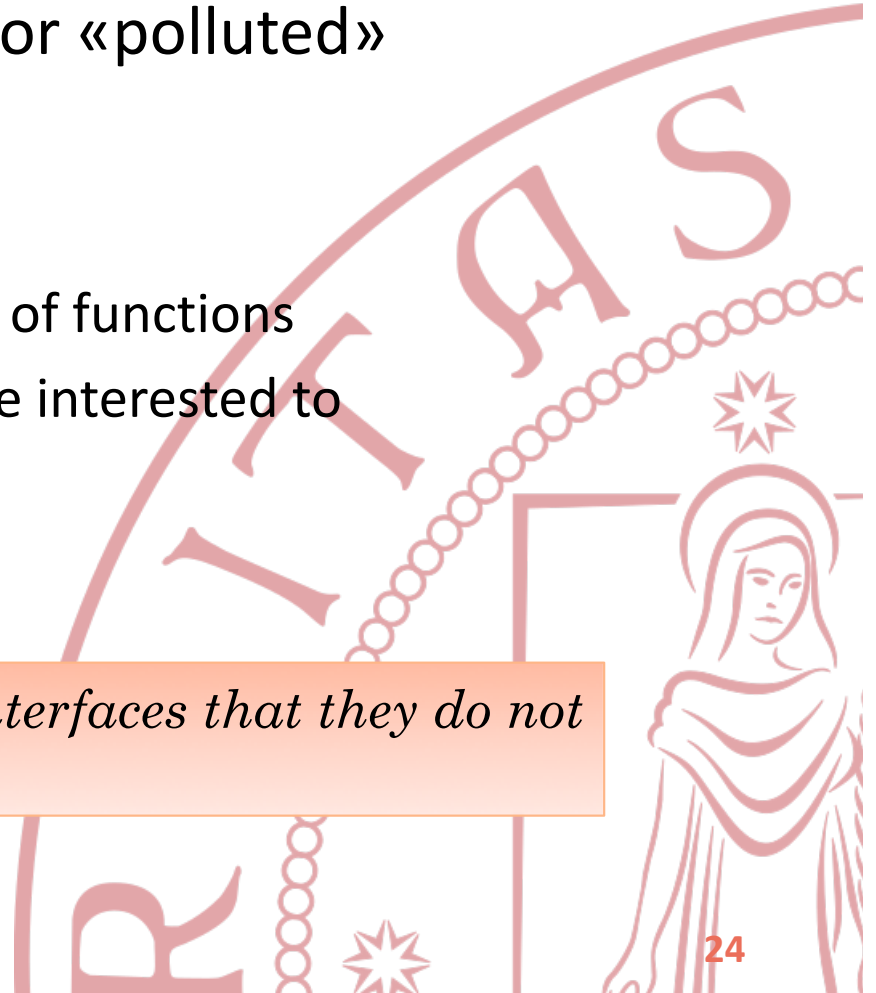 or «polluted»
S
A
of functions
T
e interested to
I
terfaces that they do not
R
24